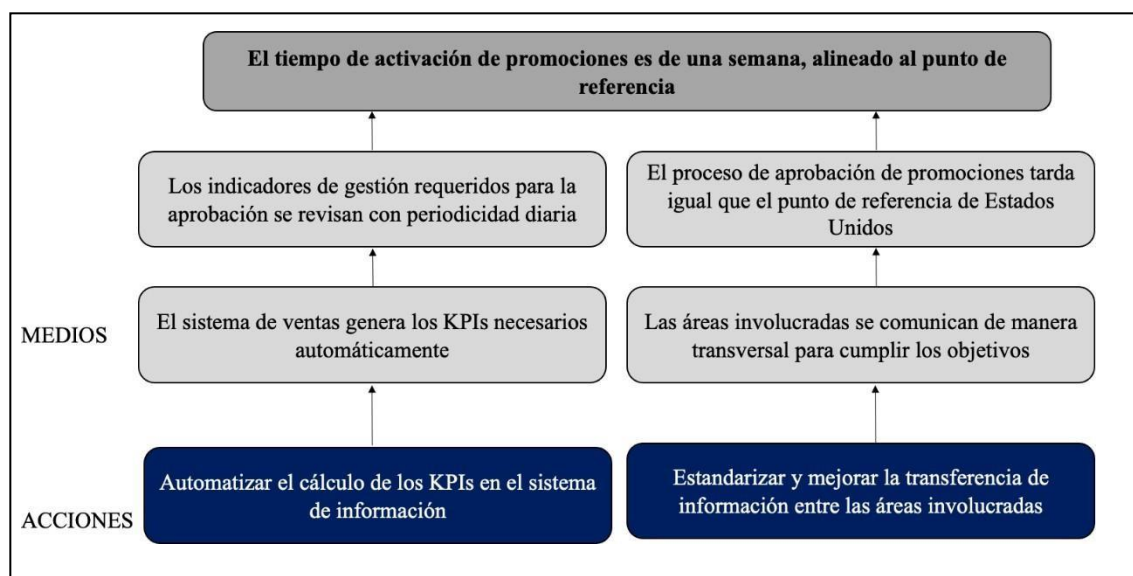 El tiempo de activación de promociones es de una semana, alineado al punto de
referencia
Los indicadores de gestión requeridos para la
aprobación se revisan con periodicidad diaria
El proceso de aprobación de promociones tarda
igual que el punto de referencia de Estados
Unidos
MEDIOS
El sistema de ventas genera los KPIs necesarios
automáticamente
Las áreas involucradas se comunican de manera
transversal para cumplir los objetivos
ACCIONES
Automatizar el cálculo de los KPIs en el sistema
de información
Estandarizar y mejorar la transferencia de
información entre las áreas involucradas